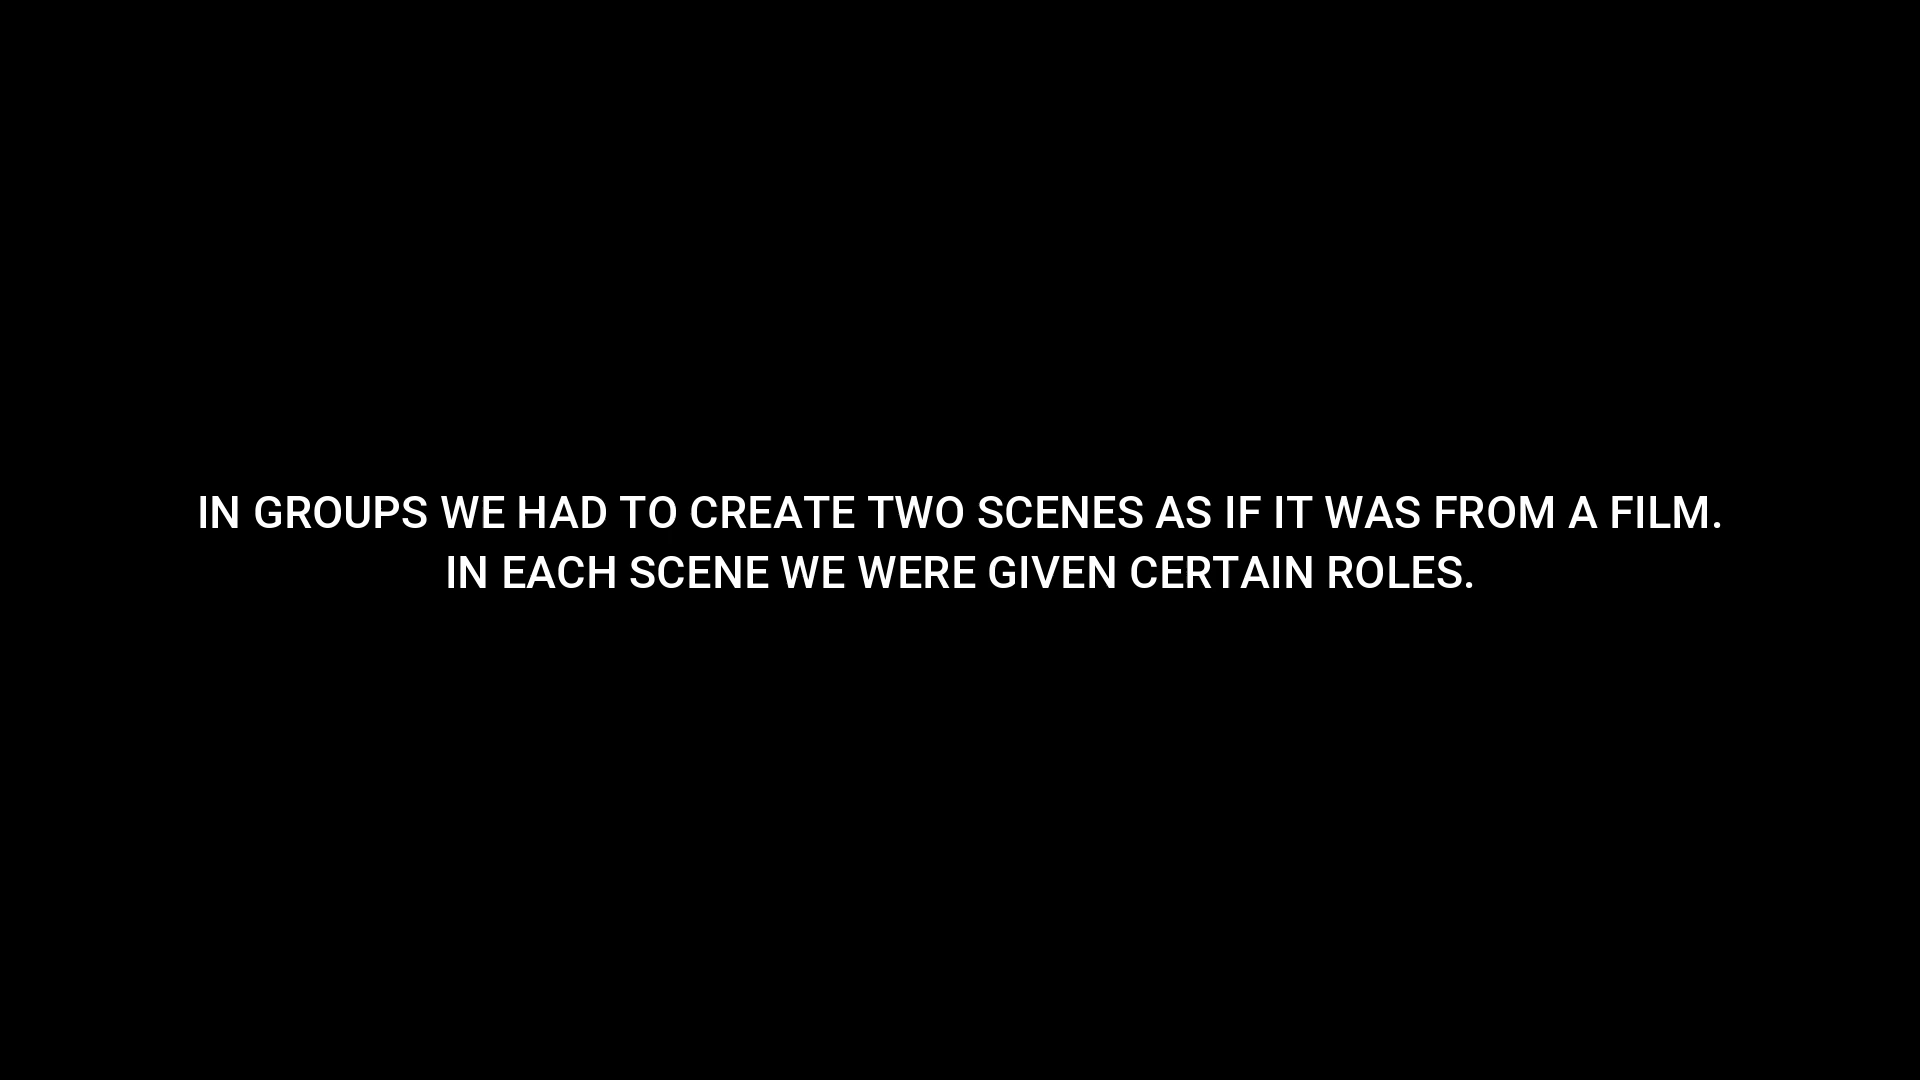 IN GROUPS WE HAD TO CREATE TWO SCENES AS IF IT WAS FROM A FILM.
IN EACH SCENE WE WERE GIVEN CERTAIN ROLES.